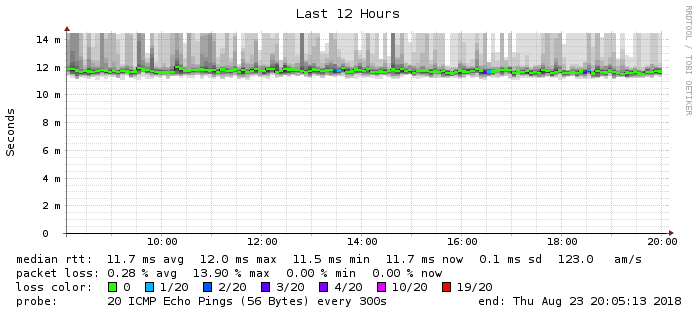 Last 12 Hours
RRDTOOL / TOBI OETIKER
Seconds
14 m
12 m
10 m
8 m
6 m
4 m
2 m
0
10:00 12:00 14:00 16:00 18:00 20:00
median rtt: 11.7 ms avg 12.0 ms max 11.5 ms min 11.7 ms now 0.1 ms sd 123.0 am/s
packet loss: 0.28 % avg 13.90 % max 0.00 % min 0.00 % now
loss color: 0 1/20 2/20 3/20 4/20 10/20 19/20
probe: 20 ICMP Echo Pings (56 Bytes) every 300s end: Thu Aug 23 20:05:13 2018